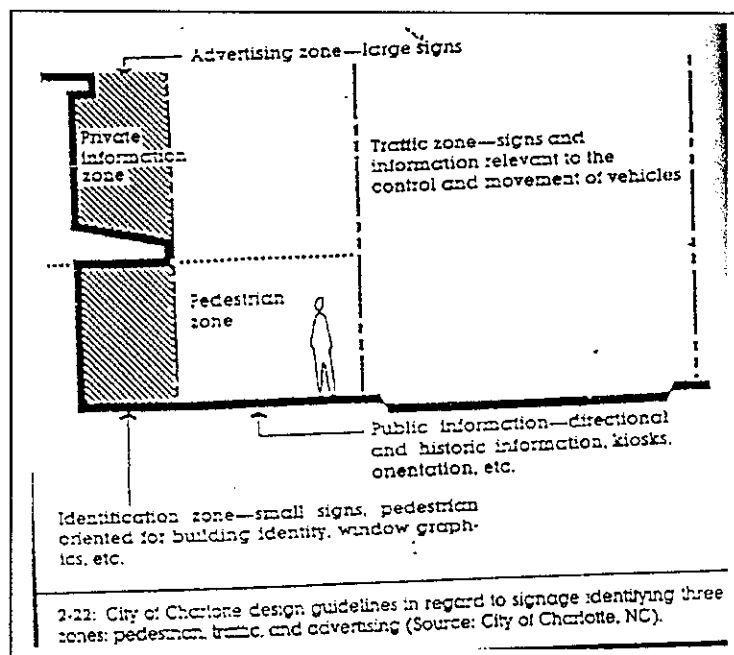 Advertising zone—large signs
Private
information
zone
Traffic zone—signs and
information relevant to the
control and movement of vehicles
Pedestrian
zone
Public information—directional
and historic information, kiosks,
orientation, etc.
Identification zone—small signs, pedestrian
oriented for building identity, window graph-
ics, etc.
2-22: City of Charlotte design guidelines in regard to signage identifying three
zones: pedestrian, traffic, and advertising (Source: City of Charlotte, NC).